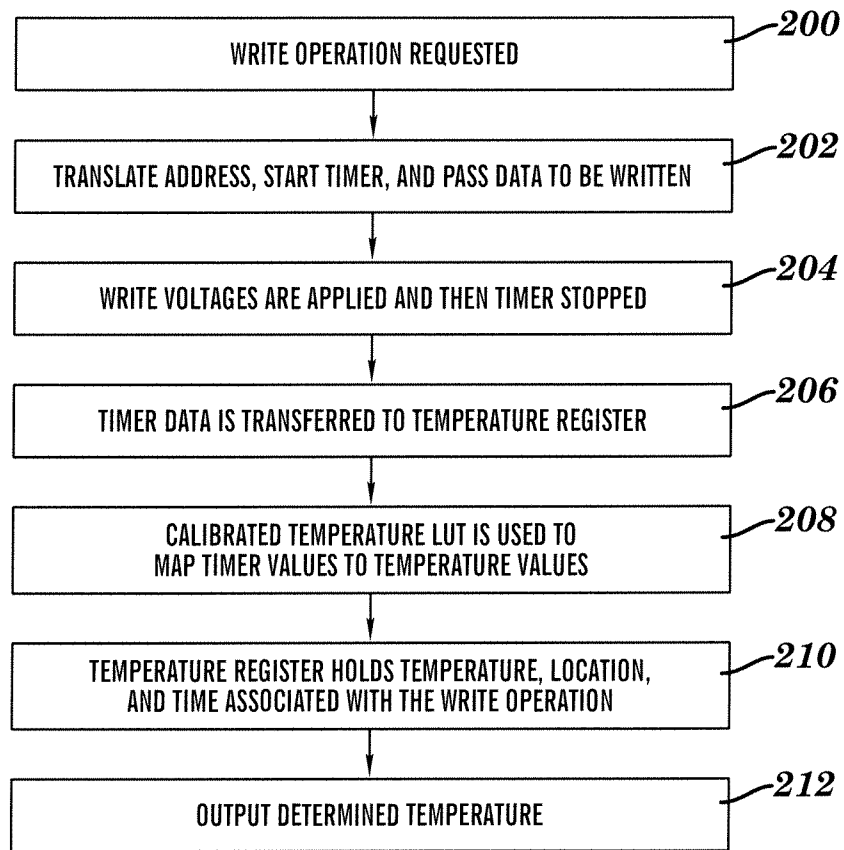 200
WRITE OPERATION REQUESTED
202
TRANSLATE ADDRESS, START TIMER, AND PASS DATA TO BE WRITTEN
204
WRITE VOLTAGES ARE APPLIED AND THEN TIMER STOPPED
206
TIMER DATA IS TRANSFERRED TO TEMPERATURE REGISTER
208
CALIBRATED TEMPERATURE LUT IS USED TO
MAP TIMER VALUES TO TEMPERATURE VALUES
210
TEMPERATURE REGISTER HOLDS TEMPERATURE, LOCATION,
AND TIME ASSOCIATED WITH THE WRITE OPERATION
212
OUTPUT DETERMINED TEMPERATURE